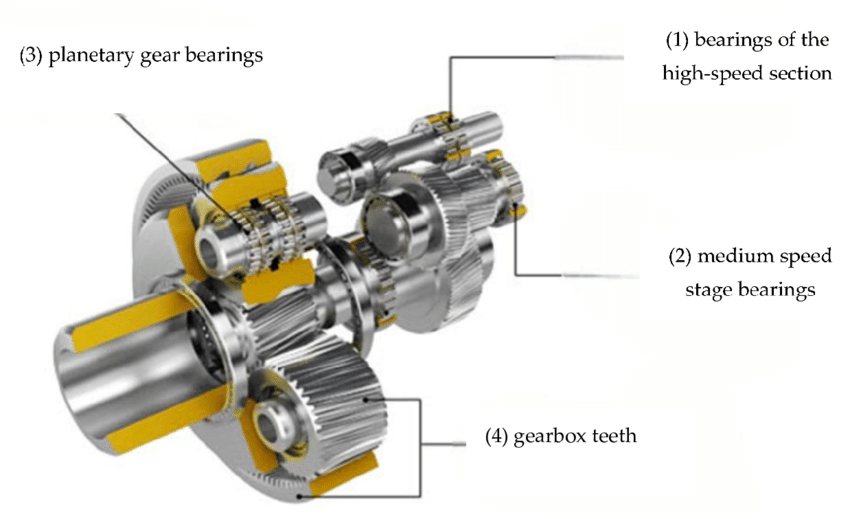 (3) planetary gear bearings
(1) bearings of the
high-speed section
(2) medium speed
stage bearings
(4) gearbox teeth